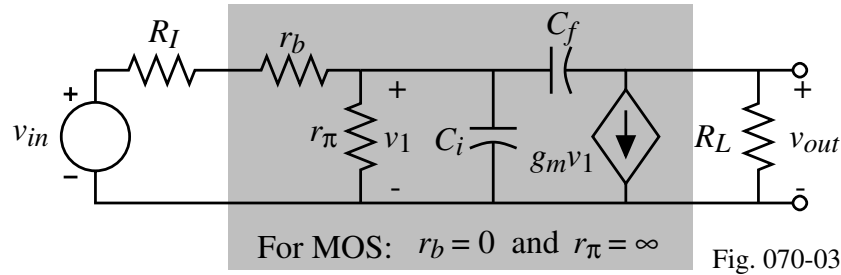 R_I
r_b
C_f
+
v_in
-
r_π
+
v_1
-
C_i
g_m v_1
R_L
+
v_out
-
For MOS: r_b = 0 and r_π = ∞
Fig. 070-03